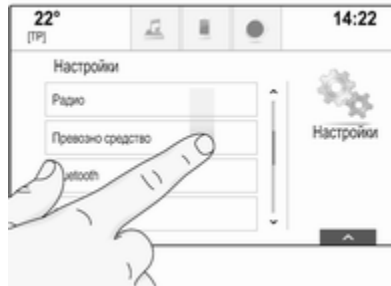 22° 14:22
[TP]
Настройки
Радио
Превозно средство
Настройки
uetooth